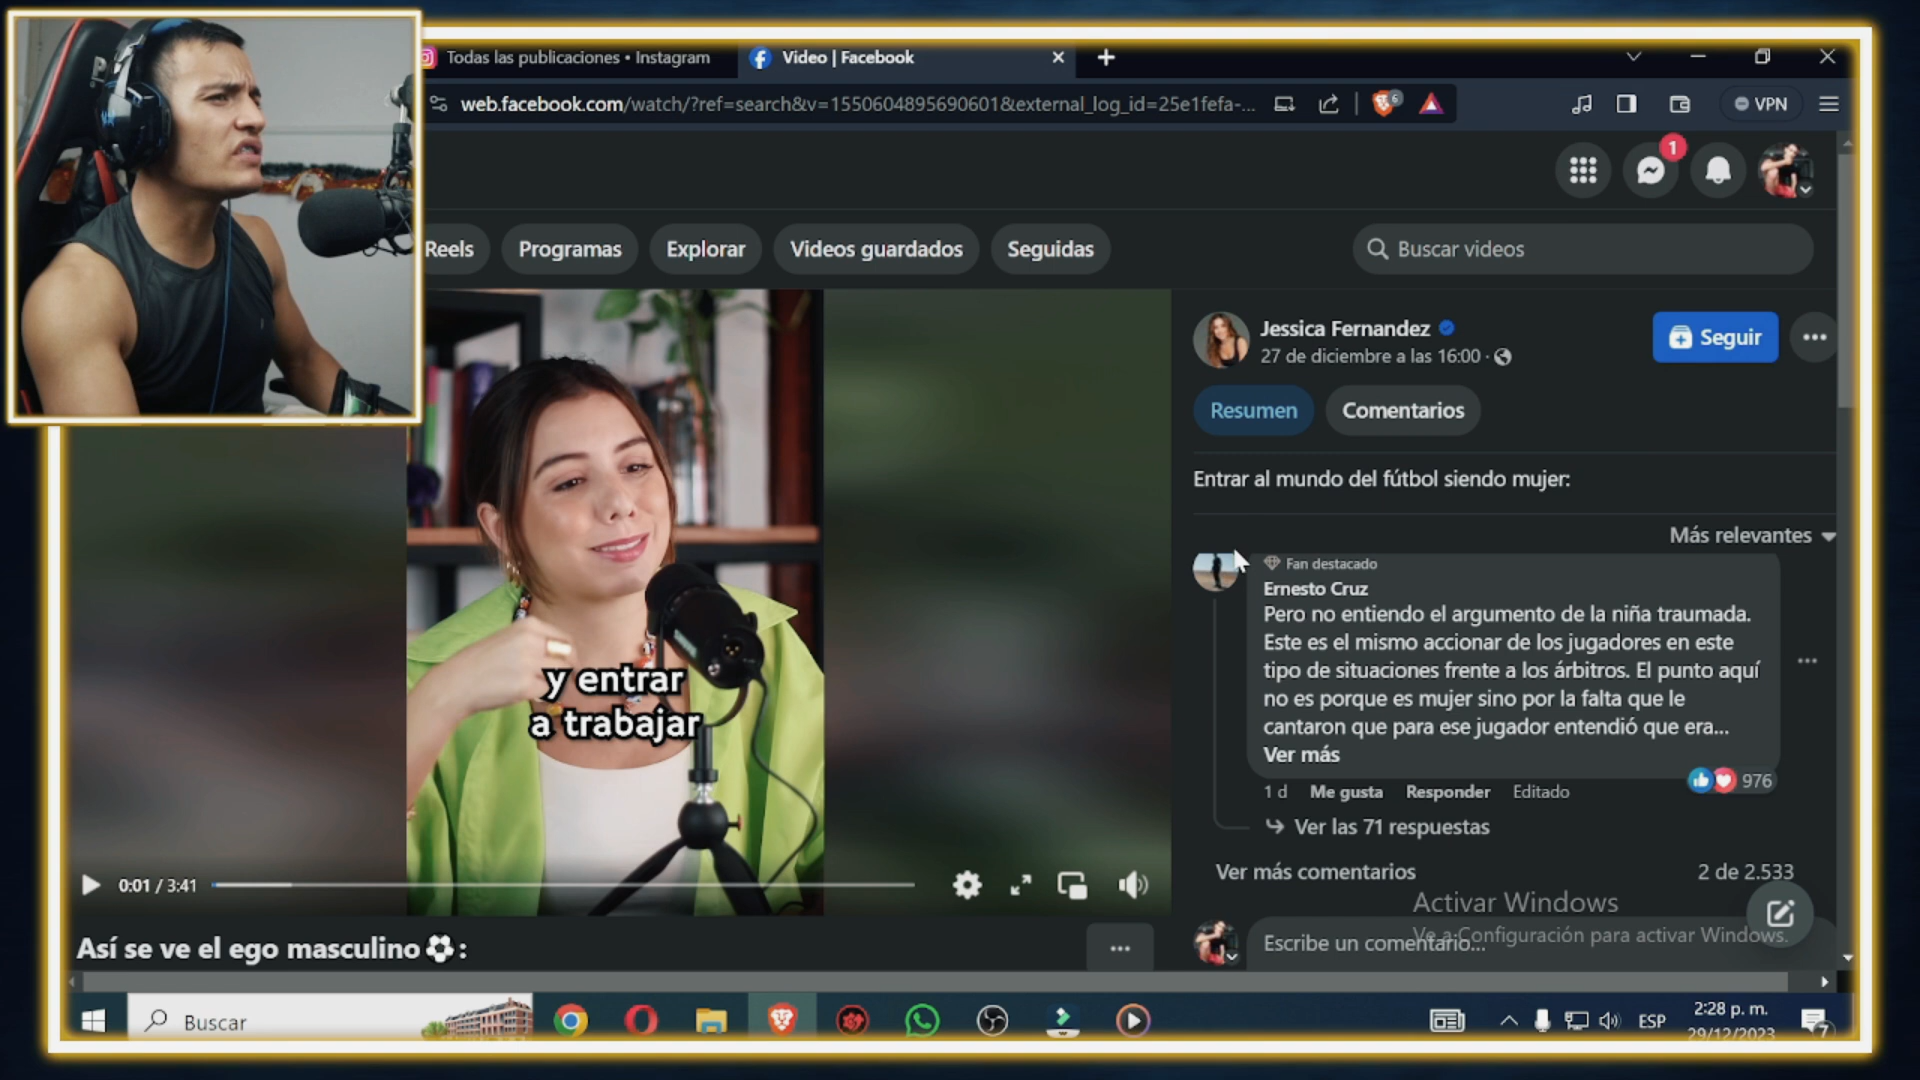 Todas las publicaciones • Instagram
Video | Facebook
web.facebook.com/watch/?ref=search&v=1550604895690601&external_log_id=25e1fefa-...
6
VPN
1
Reels
Programas
Explorar
Videos guardados
Seguidas
Buscar videos
Jessica Fernandez
27 de diciembre a las 16:00 ·
Seguir
Resumen
Comentarios
Entrar al mundo del fútbol siendo mujer:
Más relevantes
Fan destacado
Ernesto Cruz
Pero no entiendo el argumento de la niña traumada.
Este es el mismo accionar de los jugadores en este
tipo de situaciones frente a los árbitros. El punto aquí
no es porque es mujer sino por la falta que le
cantaron que para ese jugador entendió que era...
Ver más
1 d Me gusta Responder Editado
976
Ver las 71 respuestas
Ver más comentarios
2 de 2.533
Escribe un comentario...
y entrar
a trabajar
0:01 / 3:41
Así se ve el ego masculino⚽:
Activar Windows
Ve a Configuración para activar Windows.
Buscar
ESP
2:28 p. m.
29/12/2023
7